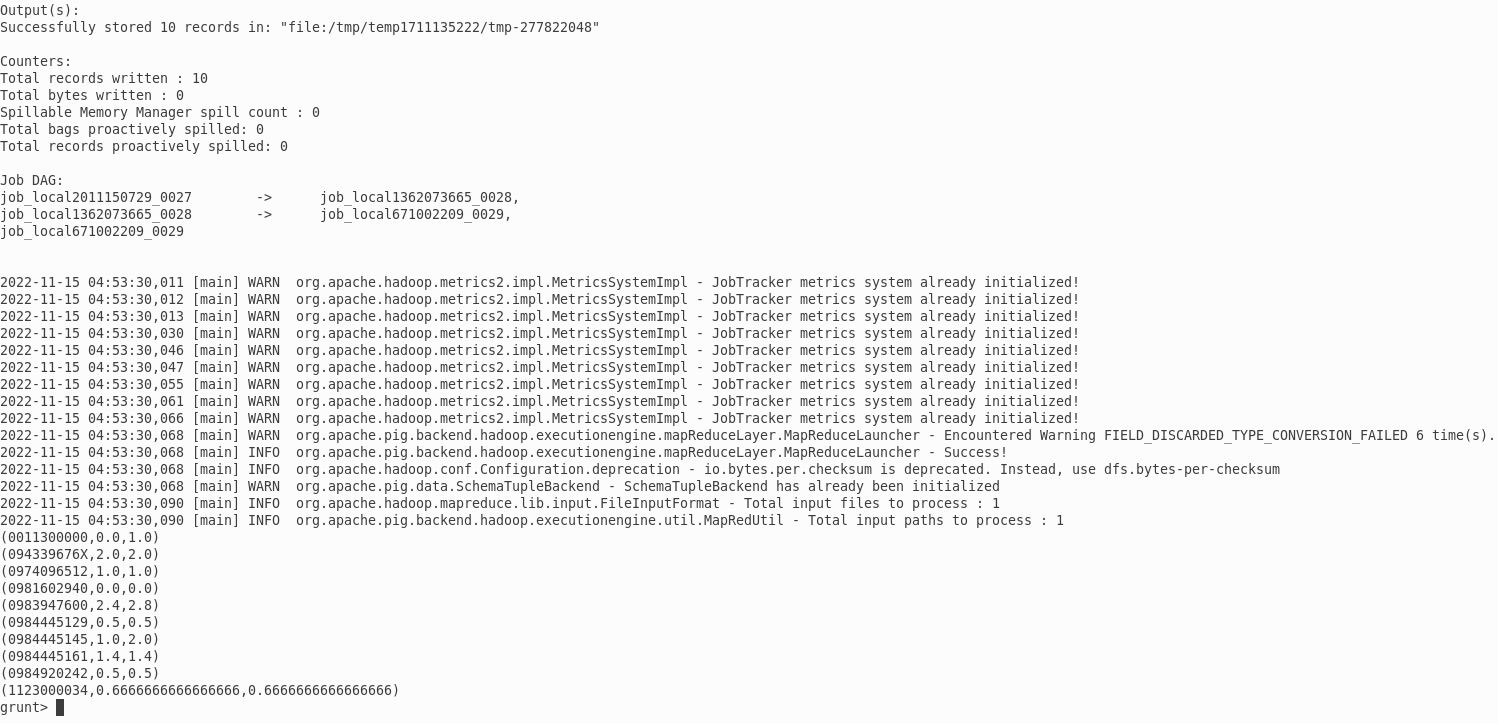 Output(s):
Successfully stored 10 records in: "file:/tmp/temp1711135222/tmp-277822048"
Counters:
Total records written : 10
Total bytes written : 0
Spillable Memory Manager spill count : 0
Total bags proactively spilled: 0
Total records proactively spilled: 0
Job DAG:
job_local2011150729_0027 -> job_local1362073665_0028,
job_local1362073665_0028 -> job_local671002209_0029,
job_local671002209_0029
2022-11-15 04:53:30,011 [main] WARN org.apache.hadoop.metrics2.impl.MetricsSystemImpl - JobTracker metrics system already initialized!
2022-11-15 04:53:30,012 [main] WARN org.apache.hadoop.metrics2.impl.MetricsSystemImpl - JobTracker metrics system already initialized!
2022-11-15 04:53:30,013 [main] WARN org.apache.hadoop.metrics2.impl.MetricsSystemImpl - JobTracker metrics system already initialized!
2022-11-15 04:53:30,030 [main] WARN org.apache.hadoop.metrics2.impl.MetricsSystemImpl - JobTracker metrics system already initialized!
2022-11-15 04:53:30,046 [main] WARN org.apache.hadoop.metrics2.impl.MetricsSystemImpl - JobTracker metrics system already initialized!
2022-11-15 04:53:30,047 [main] WARN org.apache.hadoop.metrics2.impl.MetricsSystemImpl - JobTracker metrics system already initialized!
2022-11-15 04:53:30,055 [main] WARN org.apache.hadoop.metrics2.impl.MetricsSystemImpl - JobTracker metrics system already initialized!
2022-11-15 04:53:30,061 [main] WARN org.apache.hadoop.metrics2.impl.MetricsSystemImpl - JobTracker metrics system already initialized!
2022-11-15 04:53:30,066 [main] WARN org.apache.hadoop.metrics2.impl.MetricsSystemImpl - JobTracker metrics system already initialized!
2022-11-15 04:53:30,068 [main] WARN org.apache.pig.backend.hadoop.executionengine.mapReduceLayer.MapReduceLauncher - Encountered Warning FIELD_DISCARDED_TYPE_CONVERSION_FAILED 6 time(s).
2022-11-15 04:53:30,068 [main] INFO org.apache.pig.backend.hadoop.executionengine.mapReduceLayer.MapReduceLauncher - Success!
2022-11-15 04:53:30,068 [main] INFO org.apache.hadoop.conf.Configuration.deprecation - io.bytes.per.checksum is deprecated. Instead, use dfs.bytes-per-checksum
2022-11-15 04:53:30,068 [main] WARN org.apache.pig.data.SchemaTupleBackend - SchemaTupleBackend has already been initialized
2022-11-15 04:53:30,090 [main] INFO org.apache.hadoop.mapreduce.lib.input.FileInputFormat - Total input files to process : 1
2022-11-15 04:53:30,090 [main] INFO org.apache.pig.backend.hadoop.executionengine.util.MapRedUtil - Total input paths to process : 1
(0011300000,0.0,1.0)
(094339676X,2.0,2.0)
(0974096512,1.0,1.0)
(0981602940,0.0,0.0)
(0983947600,2.4,2.8)
(0984445129,0.5,0.5)
(0984445145,1.0,2.0)
(0984445161,1.4,1.4)
(0984920242,0.5,0.5)
(1123000034,0.6666666666666666,0.6666666666666666)
grunt>